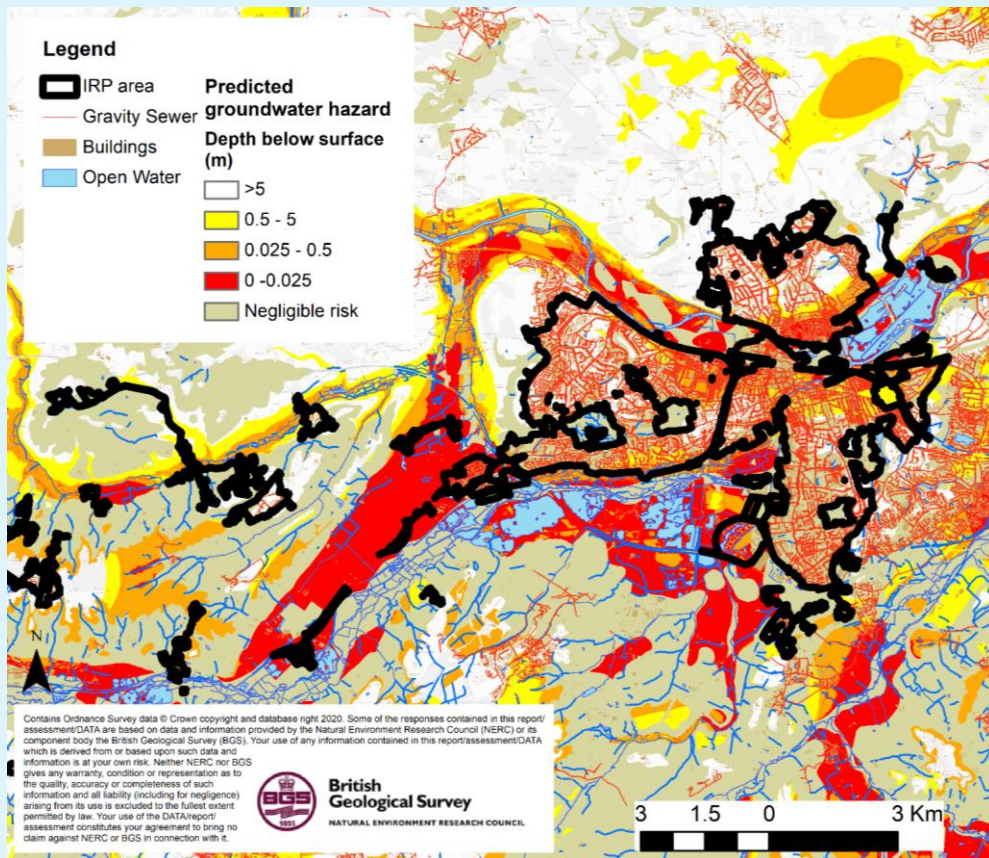 Legend
IRP area
Gravity Sewer
Buildings
Open Water
Predicted
groundwater hazard
Depth below surface
(m)
>5
0.5 - 5
0.025 - 0.5
0 -0.025
Negligible risk
N
Contains Ordnance Survey data © Crown copyright and database right 2020. Some of the responses contained in this report/
assessment/DATA are based on data and information provided by the Natural Environment Research Council (NERC) or its
component body the British Geological Survey (BGS). Your use of any information contained in this report/assessment/DATA
which is derived from or based upon such data and
information is at your own risk. Neither NERC nor BGS
gives any warranty, condition or representation as to
the quality, accuracy or completeness of such
information and all liability (including for negligence)
arising from its use is excluded to the fullest extent
permitted by law. Your use of the DATA/report/
assessment constitutes your agreement to bring no
claim against NERC or BGS in connection with it.
BGS
1835
British
Geological Survey
NATURAL ENVIRONMENT RESEARCH COUNCIL
3 1.5 0 3 Km